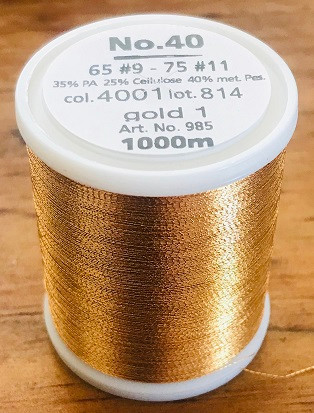 No.40
65 #9 - 75 #11
35% PA 25% Cellulose 40% met. Pes.
col.4001 lot.814
gold 1
Art. No. 985
1000m